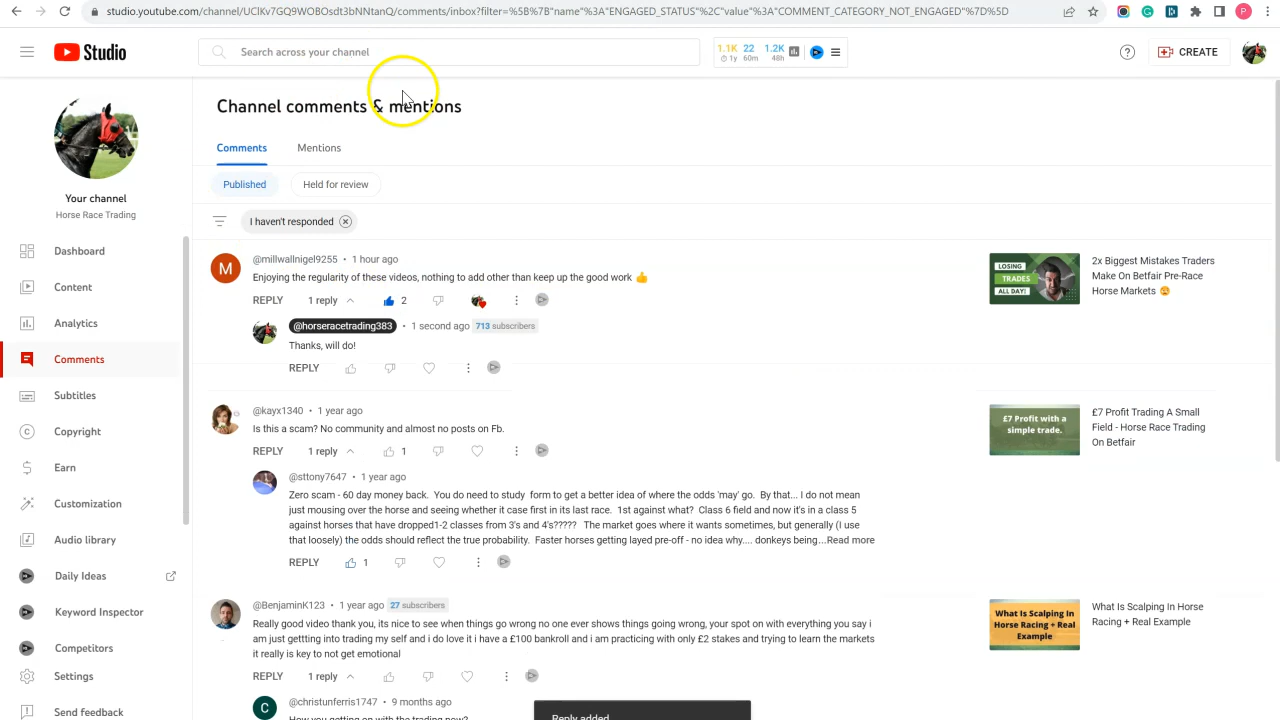 studio.youtube.com/channel/UClKv7GQ9WOBOsdt3bNNtanQ/comments/inbox?filter=%5B%7B"name"%3A"ENGAGED_STATUS"%2C"value"%3A"COMMENT_CATEGORY_NOT_ENGAGED"%7D%5D
P
Studio
Search across your channel
1.1K 22 1.2K
1y 60m 48h
CREATE
Your channel
Horse Race Trading
Dashboard
Content
Analytics
Comments
Subtitles
Copyright
Earn
Customization
Audio library
Daily Ideas
Keyword Inspector
Competitors
Settings
Send feedback
Channel comments & mentions
Comments Mentions
Published Held for review
I haven't responded
M
@millwallnigel9255 • 1 hour ago
Enjoying the regularity of these videos, nothing to add other than keep up the good work 👍
REPLY 1 reply 2
@horseracetrading383 • 1 second ago 713 subscribers
Thanks, will do!
REPLY
LOSING
TRADES
ALL DAY!
2x Biggest Mistakes Traders
Make On Betfair Pre-Race
Horse Markets 😩
@kayx1340 • 1 year ago
Is this a scam? No community and almost no posts on Fb.
REPLY 1 reply 1
@sttony7647 • 1 year ago
Zero scam - 60 day money back. You do need to study form to get a better idea of where the odds 'may' go. By that... I do not mean
just mousing over the horse and seeing whether it case first in its last race. 1st against what? Class 6 field and now it's in a class 5
against horses that have dropped1-2 classes from 3's and 4's????? The market goes where it wants sometimes, but generally (I use
that loosely) the odds should reflect the true probability. Faster horses getting layed pre-off - no idea why.... donkeys being...Read more
REPLY 1
£7 Profit with a
simple trade.
£7 Profit Trading A Small
Field - Horse Race Trading
On Betfair
@BenjaminK123 • 1 year ago 27 subscribers
Really good video thank you, its nice to see when things go wrong no one ever shows things going wrong, your spot on with everything you say i
am just gettting into trading my self and i do love it i have a £100 bankroll and i am practicing with only £2 stakes and trying to learn the markets
it really is key to not get emotional
REPLY 1 reply
What Is Scalping In
Horse Racing + Real
Example
What Is Scalping In Horse
Racing + Real Example
C
@christunferris1747 • 9 months ago
How you getting on with the trading now?
Reply added